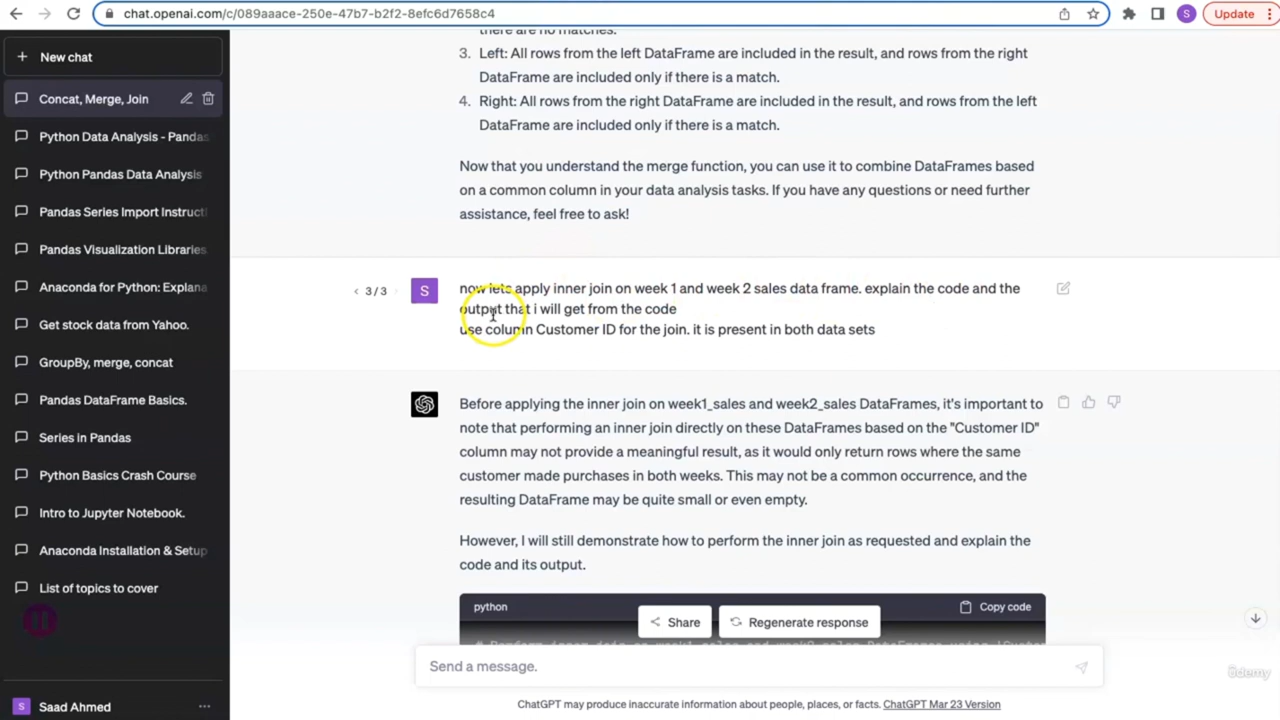 chat.openai.com/c/089aaace-250e-47b7-b2f2-8efc6d7658c4
S
Update
New chat
Concat, Merge, Join
Python Data Analysis - Pandas
Python Pandas Data Analysis
Pandas Series Import Instructi
Pandas Visualization Libraries
Anaconda for Python: Explana
Get stock data from Yahoo.
GroupBy, merge, concat
Pandas DataFrame Basics.
Series in Pandas
Python Basics Crash Course
Intro to Jupyter Notebook.
Anaconda Installation & Setup
List of topics to cover
S Saad Ahmed ...
there are no matches.
3. Left: All rows from the left DataFrame are included in the result, and rows from the right
DataFrame are included only if there is a match.
4. Right: All rows from the right DataFrame are included in the result, and rows from the left
DataFrame are included only if there is a match.
Now that you understand the merge function, you can use it to combine DataFrames based
on a common column in your data analysis tasks. If you have any questions or need further
assistance, feel free to ask!
< 3 / 3
S
now lets apply inner join on week 1 and week 2 sales data frame. explain the code and the
output that i will get from the code
use column Customer ID for the join. it is present in both data sets
Before applying the inner join on week1_sales and week2_sales DataFrames, it's important to
note that performing an inner join directly on these DataFrames based on the "Customer ID"
column may not provide a meaningful result, as it would only return rows where the same
customer made purchases in both weeks. This may not be a common occurrence, and the
resulting DataFrame may be quite small or even empty.
However, I will still demonstrate how to perform the inner join as requested and explain the
code and its output.
python
Copy code
Share
Regenerate response
Send a message.
ChatGPT may produce inaccurate information about people, places, or facts. ChatGPT Mar 23 Version
ûdemy